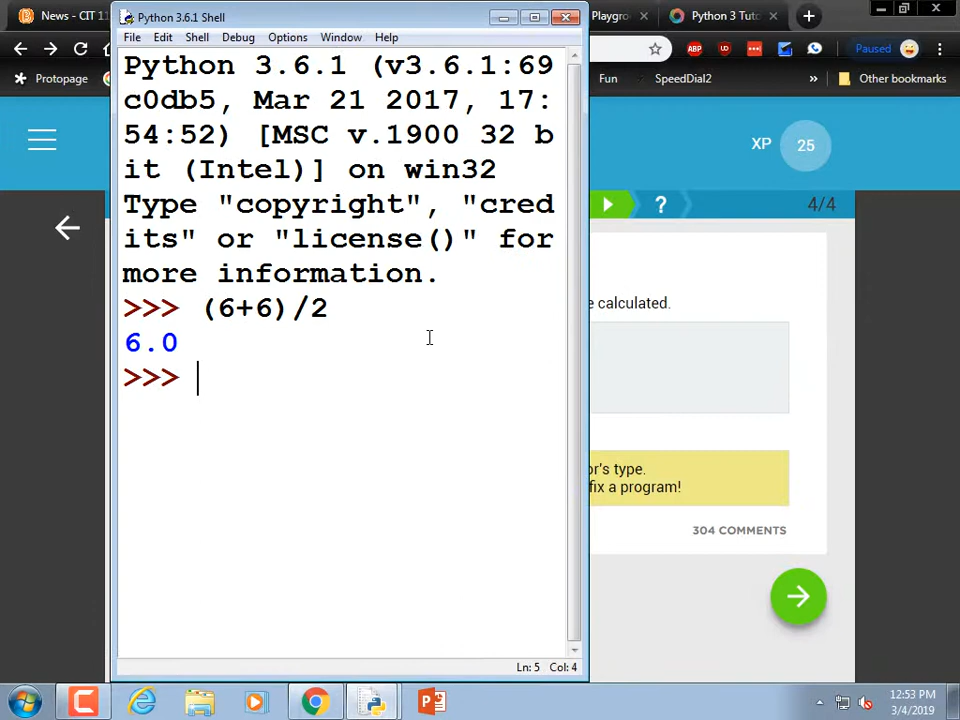 News - CIT 11
Python 3.6.1 Shell
Playgro
Python 3 Tuto
File Edit Shell Debug Options Window Help
ABP
Paused
Protopage
Fun
SpeedDial2
»
Other bookmarks
Python 3.6.1 (v3.6.1:69
c0db5, Mar 21 2017, 17:
54:52) [MSC v.1900 32 b
it (Intel)] on win32
Type "copyright", "cred
its" or "license()" for
more information.
>>> (6+6)/2
6.0
>>>
Ln: 5 Col: 4
XP 25
? 4/4
e calculated.
or's type.
fix a program!
304 COMMENTS
12:53 PM
3/4/2019